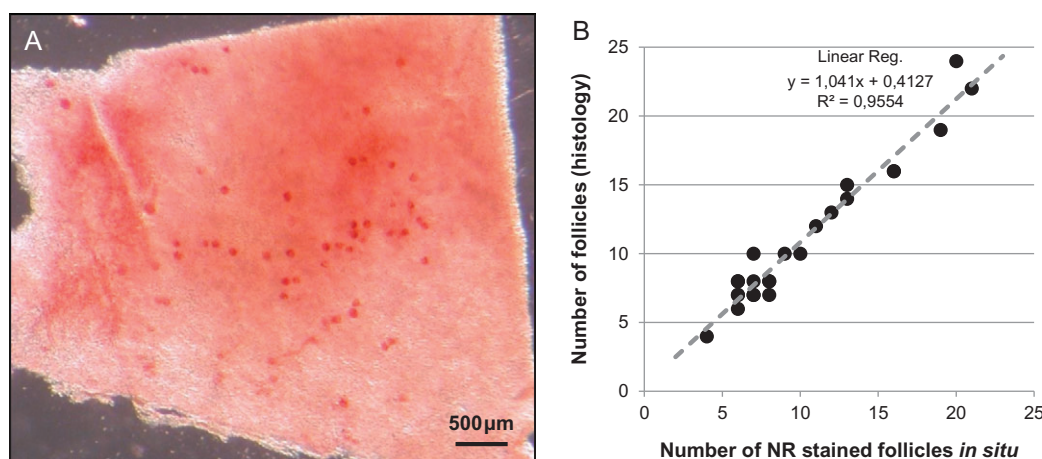 A
500µm
B
Linear Reg.
y = 1,041x + 0,4127
R² = 0,9554
Number of follicles (histology)
25
20
15
10
5
0
0 5 10 15 20 25
Number of NR stained follicles in situ